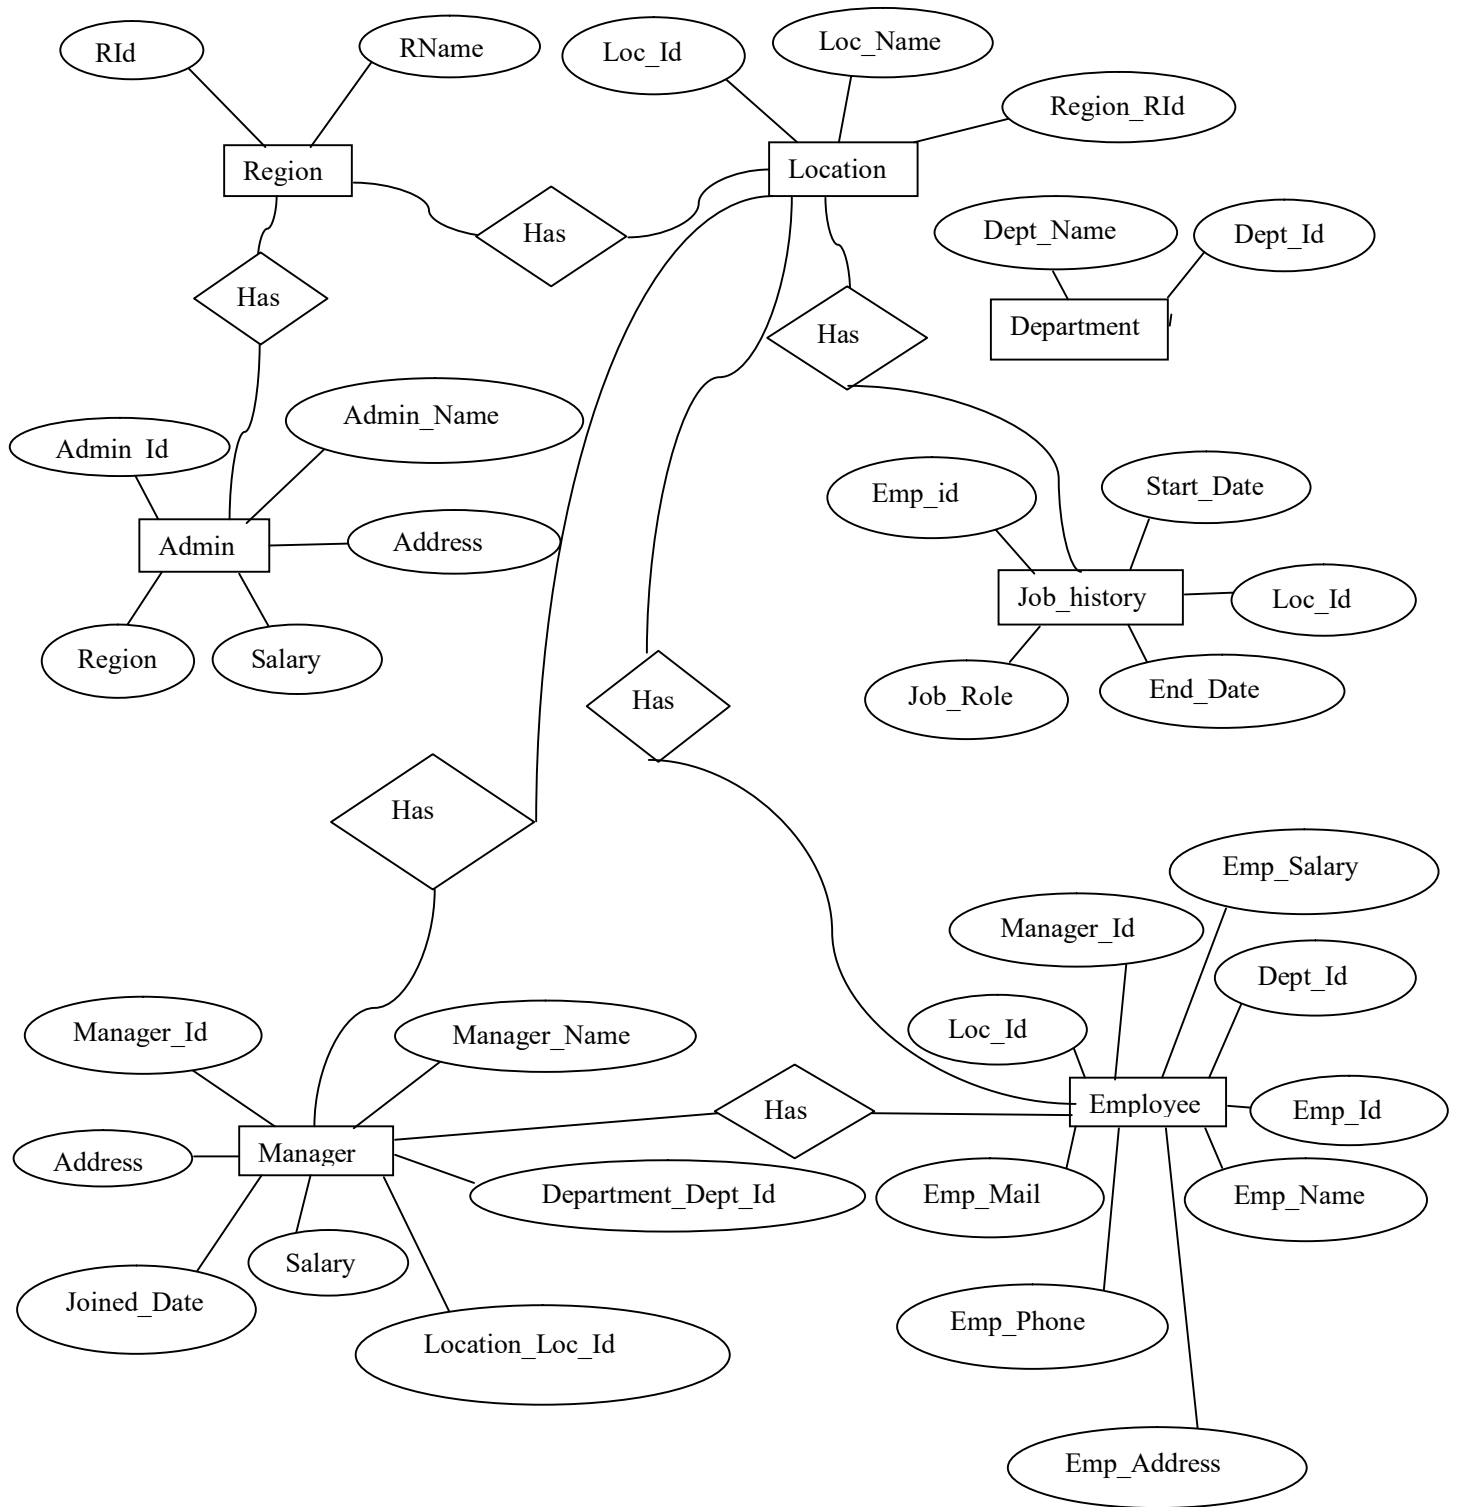 RId
RName
Loc_Id
Loc_Name
Region_RId
Region
Location
Has
Dept_Name
Dept_Id
Has
Has
Department
Admin_Name
Admin Id
Emp_id
Start_Date
Admin
Address
Job_history
Loc_Id
Region
Salary
Job_Role
End_Date
Has
Has
Emp_Salary
Manager_Id
Dept_Id
Manager_Id
Manager_Name
Loc_Id
Has
Employee
Emp_Id
Address
Manager
Department_Dept_Id
Emp_Mail
Emp_Name
Salary
Joined_Date
Location_Loc_Id
Emp_Phone
Emp_Address